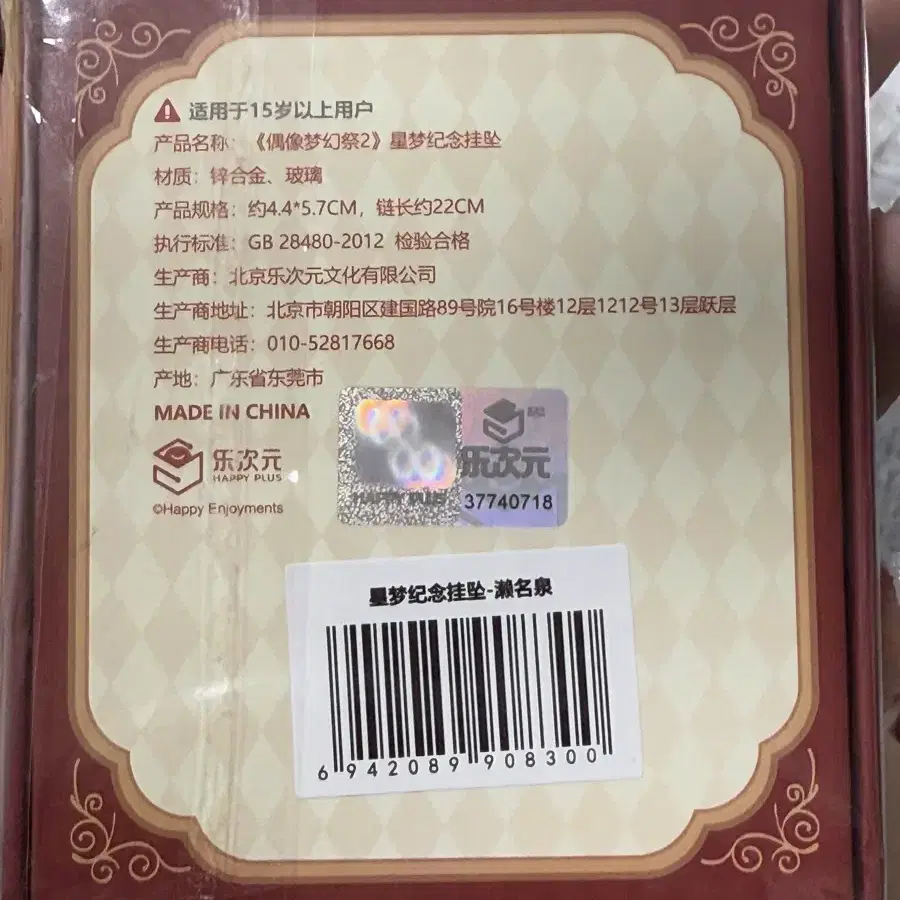 适用于15岁以上用户
产品名称：《偶像梦幻祭2》星梦纪念挂坠
材质：锌合金、玻璃
产品规格：约4.4*5.7CM，链长约22CM
执行标准：GB 28480-2012 检验合格
生产商：北京乐次元文化有限公司
生产商地址：北京市朝阳区建国路89号院16号楼12层1212号13层跃层
生产商电话：010-52817668
产地：广东省东莞市
MADE IN CHINA
乐次元
HAPPY PLUS
©Happy Enjoyments
乐次元
HAPPY PLUS
37740718
星梦纪念挂坠-濑名泉
6 942089 908300